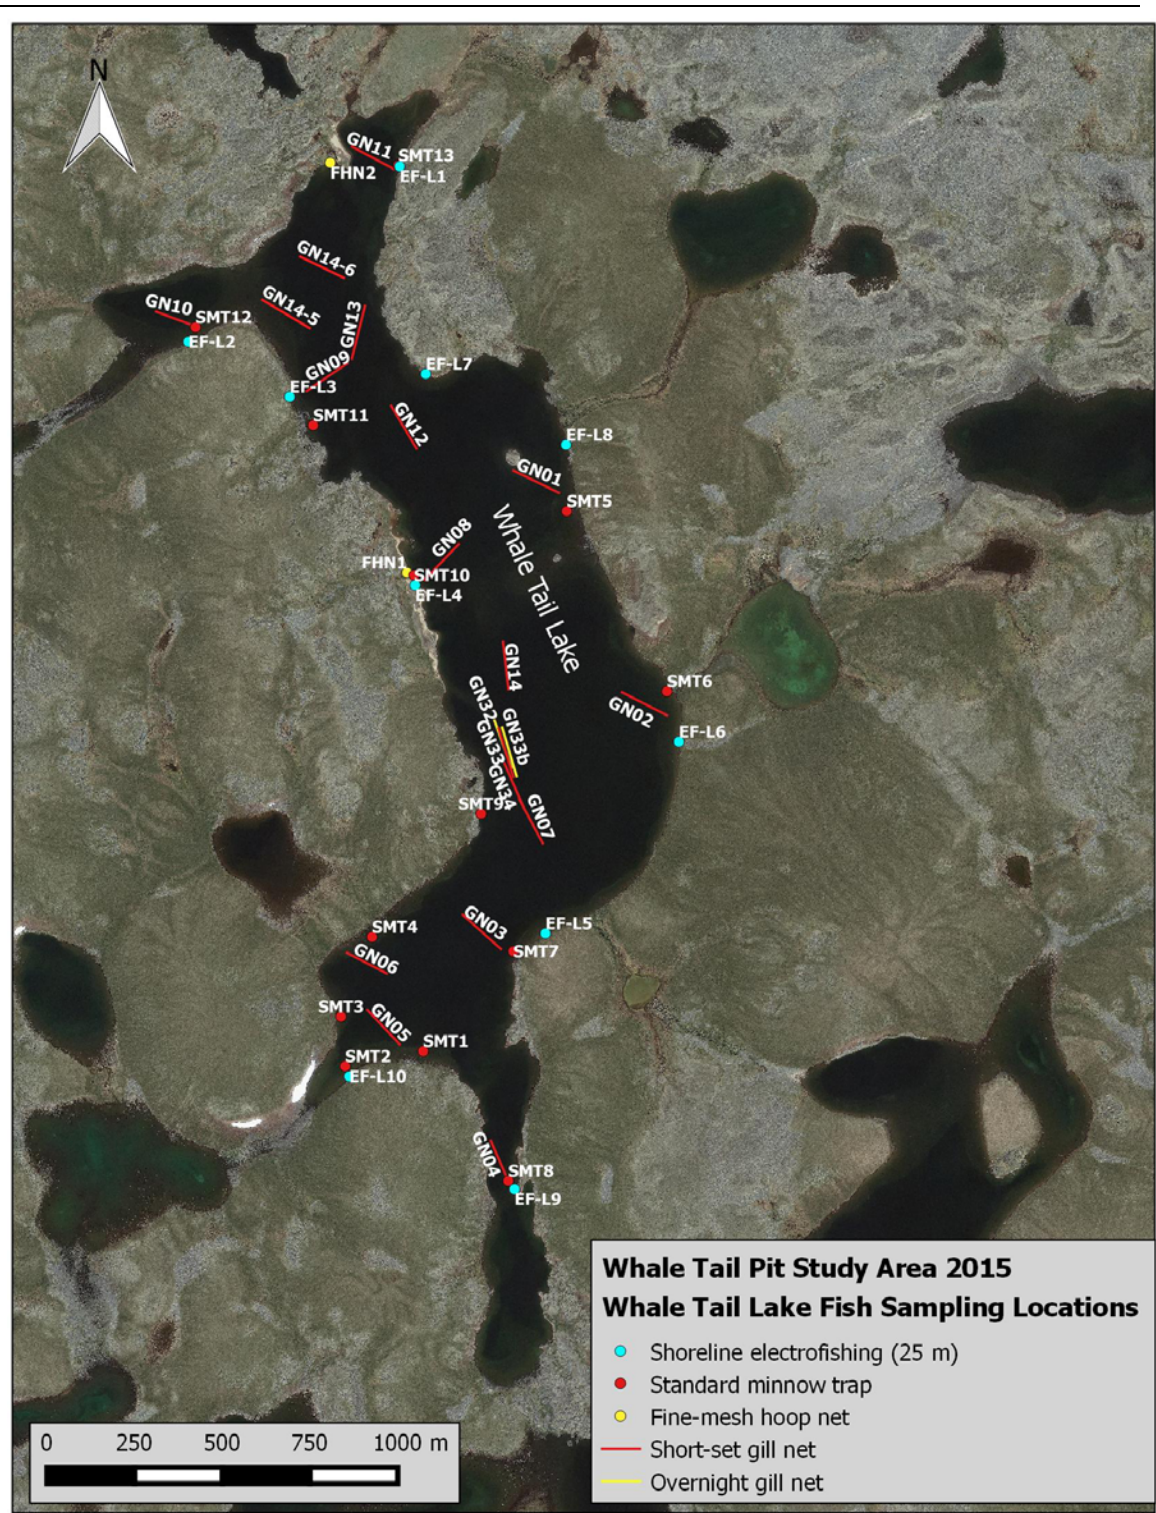 N
GN11
SMT13
FHN2
EF-L1
GN14-6
GN14-5
GN10
SMT12
GN13
EF-L2
GN09
EF-L7
EF-L3
SMT11
GN12
EF-L8
GN01
SMT5
Whale Tail Lake
GN08
FHN1
SMT10
EF-L4
GN14
SMT6
GN32
GN02
GN33b
GN33
EF-L6
GN34
SMT9
GN07
GN03
EF-L5
SMT4
SMT7
GN06
SMT3
GN05
SMT1
SMT2
EF-L10
GN04
SMT8
EF-L9
Whale Tail Pit Study Area 2015
Whale Tail Lake Fish Sampling Locations
Shoreline electrofishing (25 m)
Standard minnow trap
Fine-mesh hoop net
Short-set gill net
Overnight gill net
0 250 500 750 1000 m